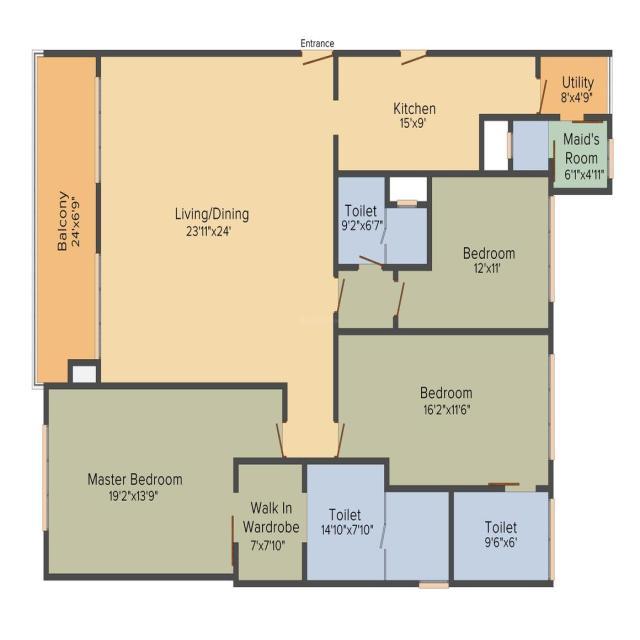 Entrance
Utility
8'x4'9"
Kitchen
15'x9'
Maid's
Room
6'1"x4'11"
Balcony
24'x6'9"
Living/Dining
23'11"x24'
Toilet
9'2"x6'7"
Bedroom
12'x11'
Bedroom
16'2"x11'6"
Master Bedroom
19'2"x13'9"
Walk In
Wardrobe
7'x7'10"
Toilet
14'10"x7'10"
Toilet
9'6"x6'